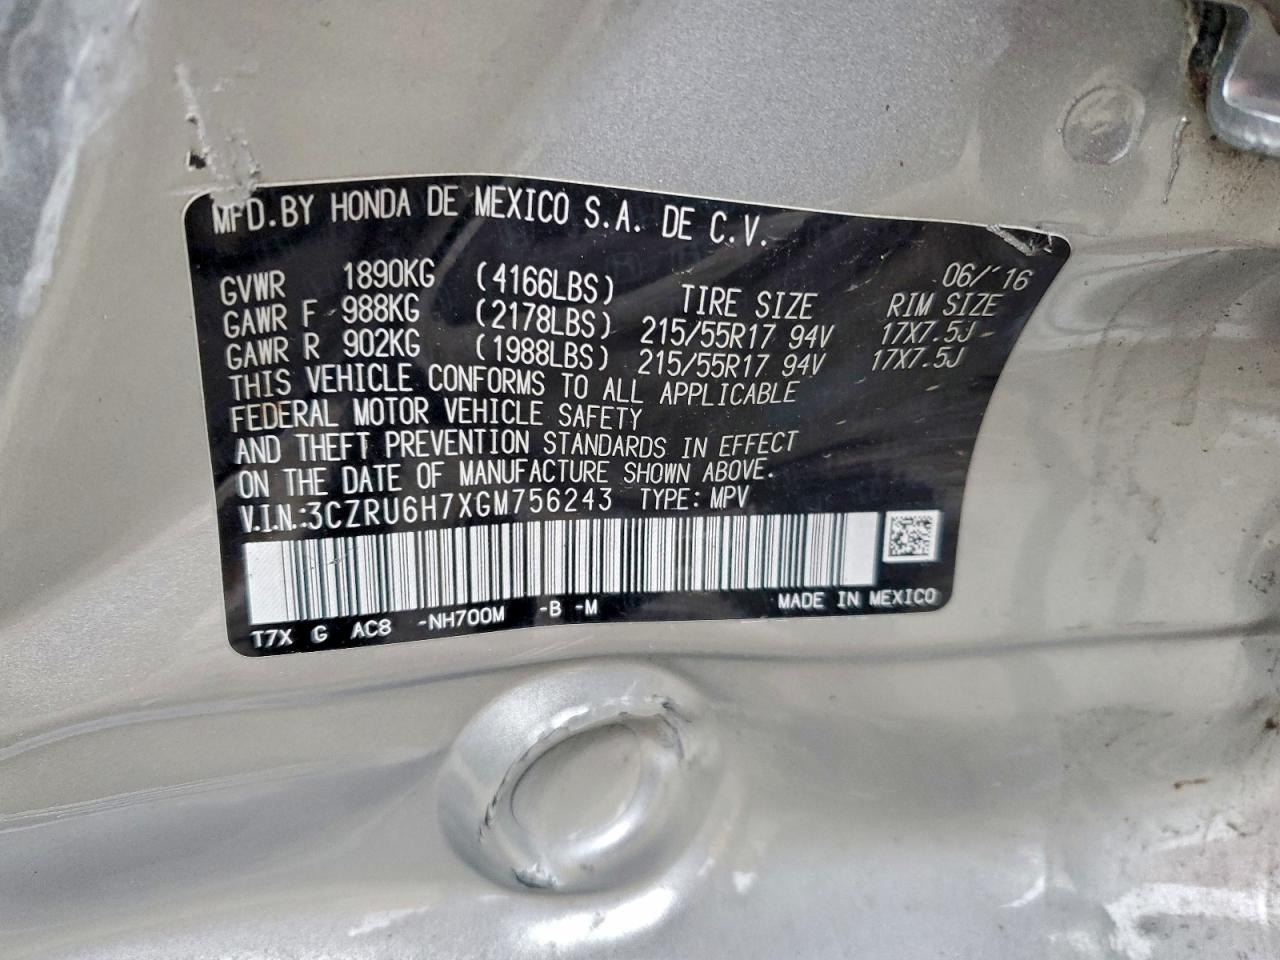 MFD. BY HONDA DE MEXICO S.A. DE C.V.
06/'16
GVWR 1890KG (4166LBS) TIRE SIZE RIM SIZE
GAWR F 988KG (2178LBS) 215/55R17 94V 17X7.5J
GAWR R 902KG (1988LBS) 215/55R17 94V 17X7.5J
THIS VEHICLE CONFORMS TO ALL APPLICABLE
FEDERAL MOTOR VEHICLE SAFETY
AND THEFT PREVENTION STANDARDS IN EFFECT
ON THE DATE OF MANUFACTURE SHOWN ABOVE.
V.I.N.:3CZRU6H7XGM756243 TYPE: MPV
MADE IN MEXICO
T7X G AC8 -NH700M -B -M